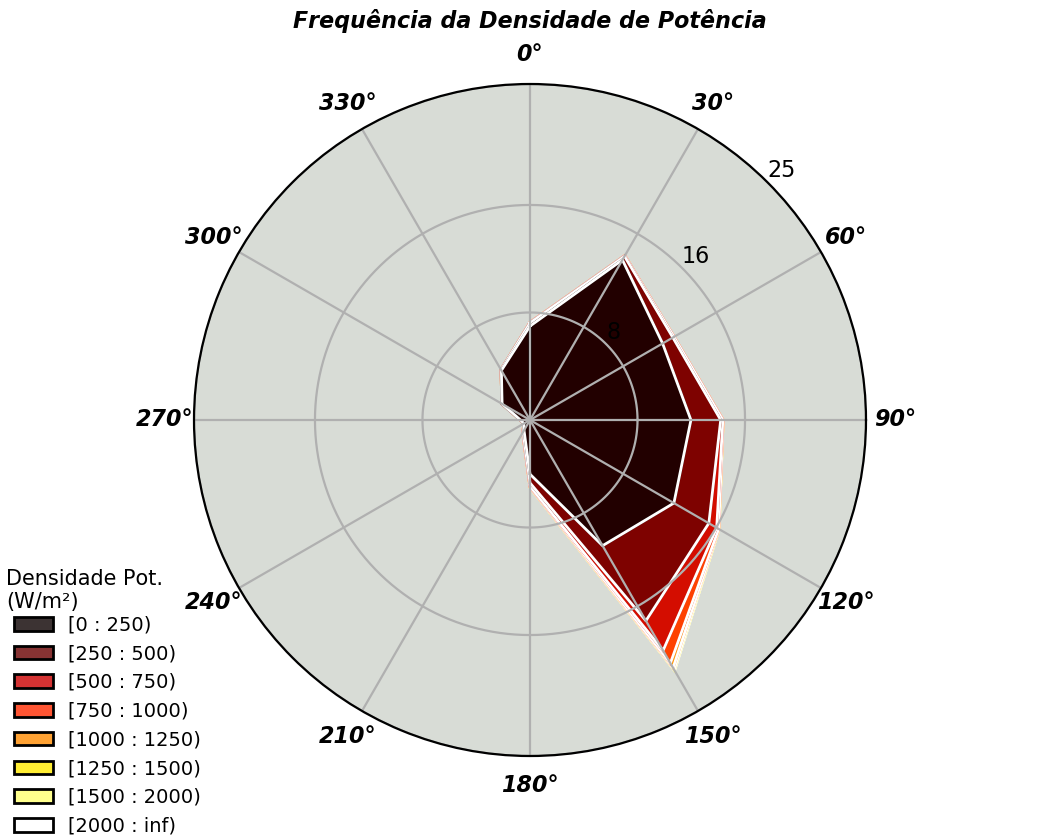 Frequência da Densidade de Potência
0°
330°
30°
25
300°
60°
16
8
270°
90°
240°
120°
210°
150°
180°
Densidade Pot.
(W/m²)
[0 : 250)
[250 : 500)
[500 : 750)
[750 : 1000)
[1000 : 1250)
[1250 : 1500)
[1500 : 2000)
[2000 : inf)